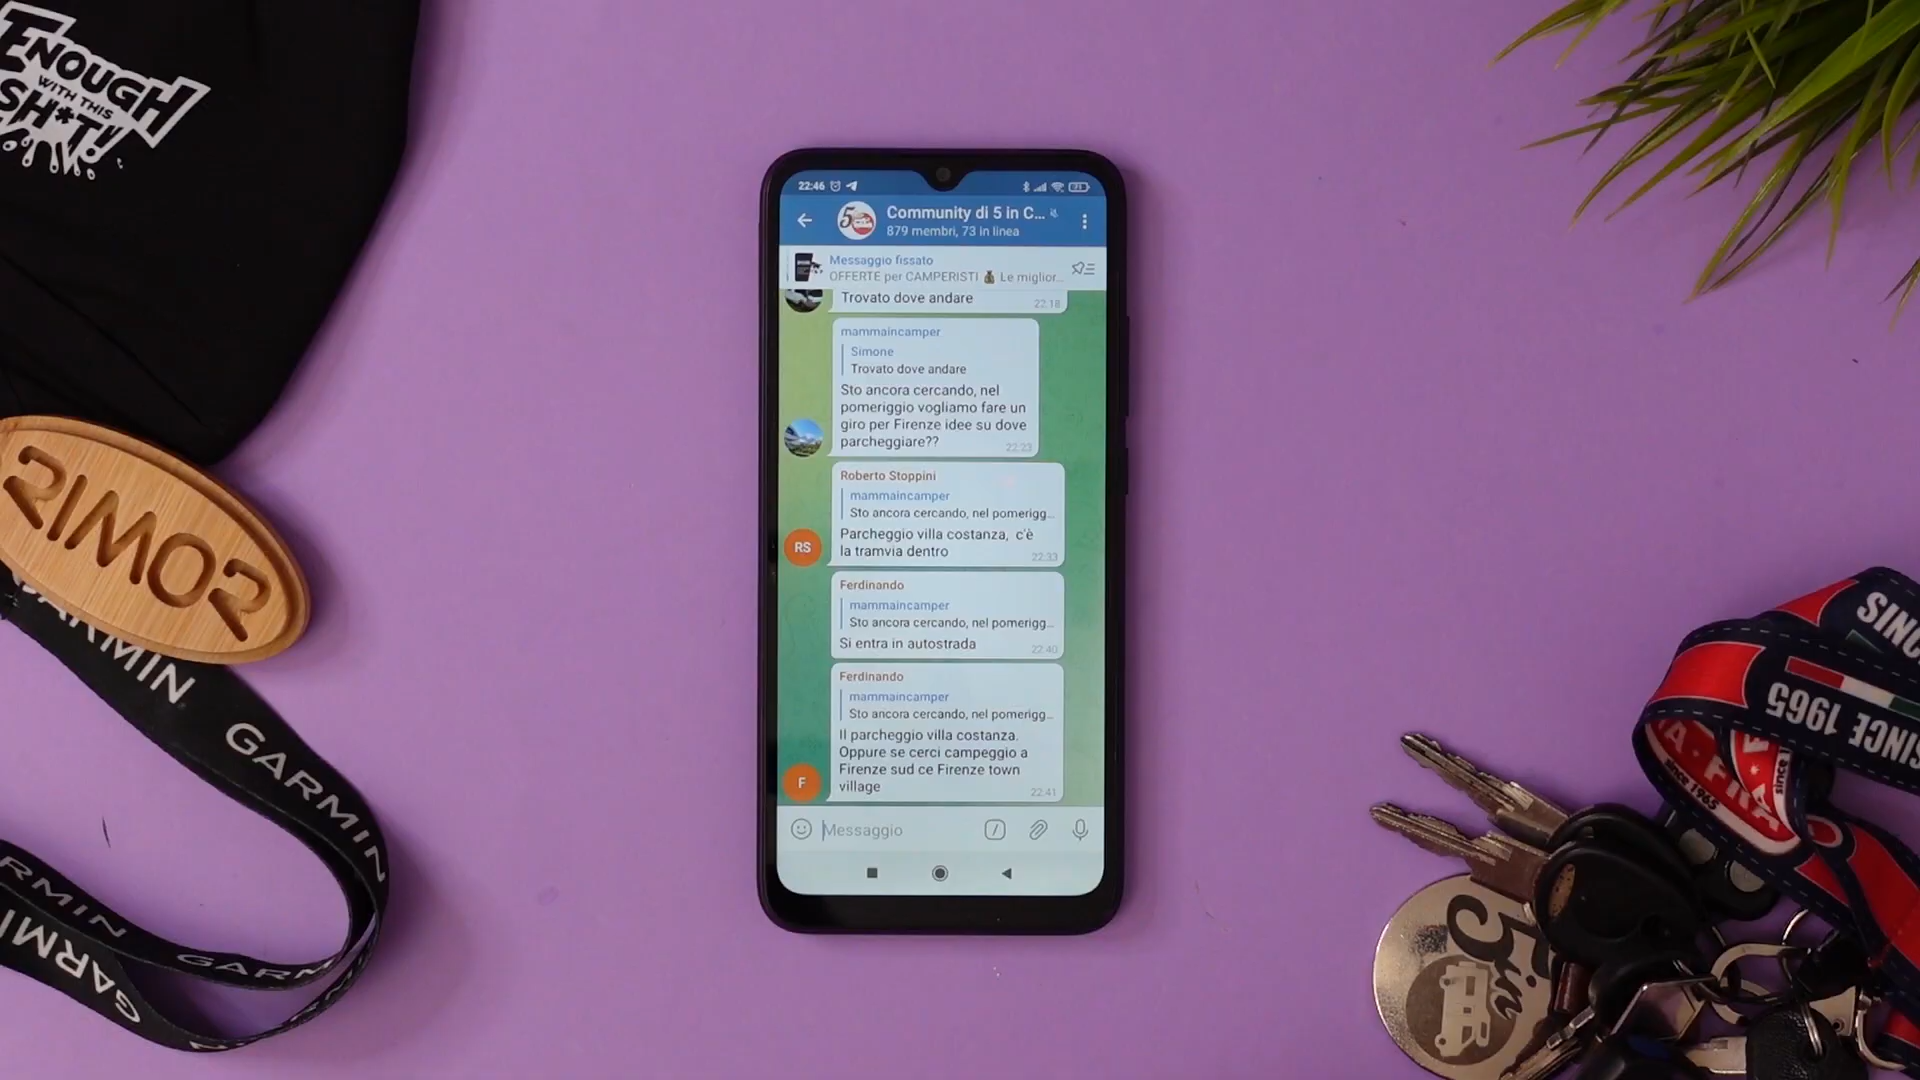 ENOUGH
WITH THIS
SH*T!
RIMOR
GARMIN
GARMIN
GARMIN
22:46
Community di 5 in C...
879 membri, 73 in linea
Messaggio fissato
OFFERTE per CAMPERISTI 💰 Le miglior...
Trovato dove andare
22:18
mammaincamper
Simone
Trovato dove andare
Sto ancora cercando, nel
pomeriggio vogliamo fare un
giro per Firenze idee su dove
parcheggiare??
22:23
Roberto Stoppini
mammaincamper
Sto ancora cercando, nel pomerigg...
RS
Parcheggio villa costanza, c'è
la tramvia dentro
22:33
Ferdinando
mammaincamper
Sto ancora cercando, nel pomerigg...
Si entra in autostrada
22:40
Ferdinando
mammaincamper
Sto ancora cercando, nel pomerigg...
Il parcheggio villa costanza.
Oppure se cerci campeggio a
Firenze sud ce Firenze town
village
F
22:41
Messaggio
SINCE 1965
since 1965
5in